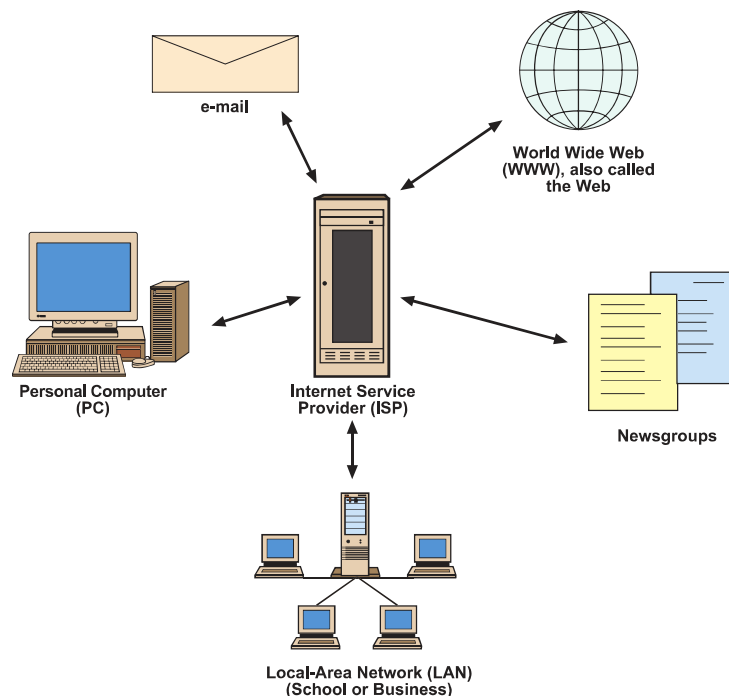 e-mail
World Wide Web
(WWW), also called
the Web
Personal Computer
(PC)
Internet Service
Provider (ISP)
Newsgroups
Local-Area Network (LAN)
(School or Business)